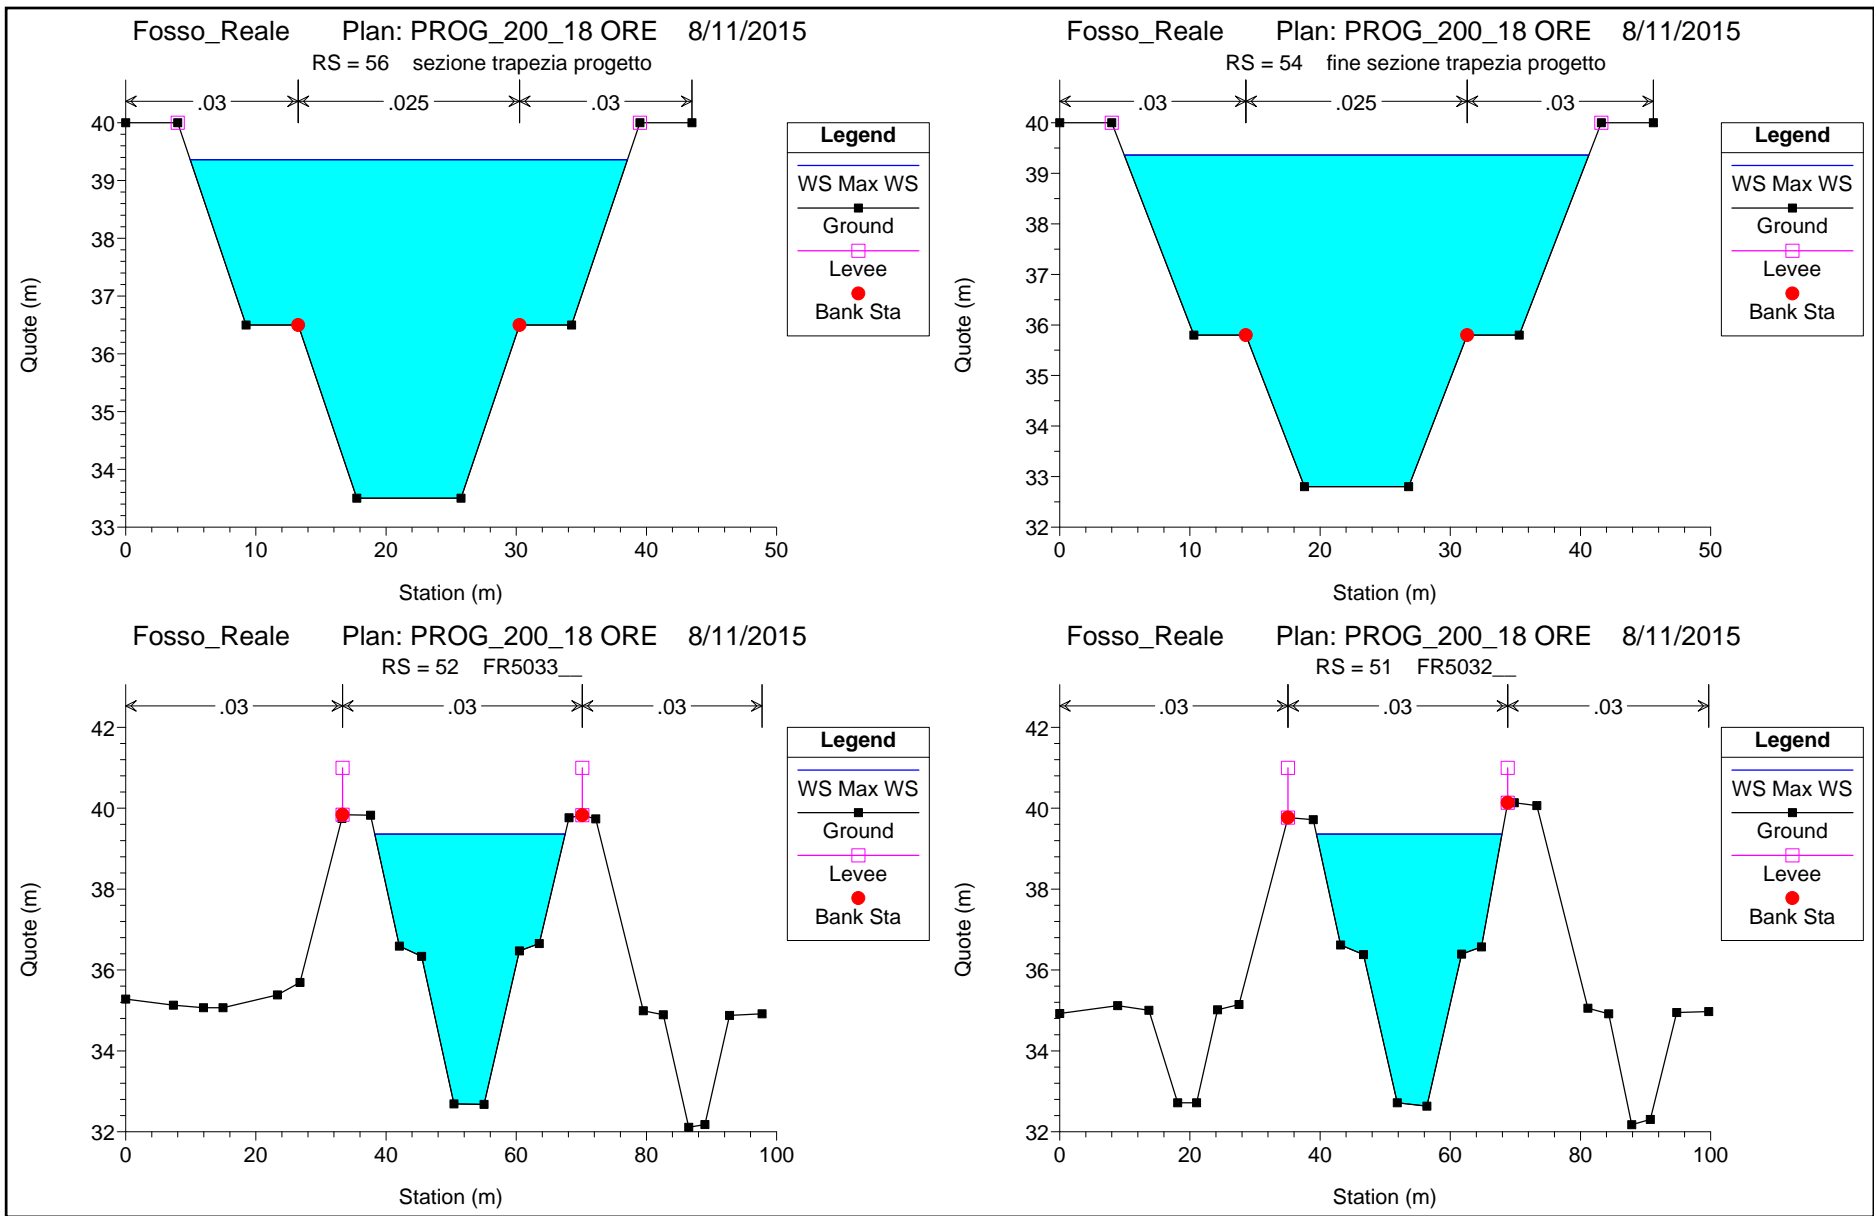 Fosso_Reale Plan: PROG_200_18 ORE 8/11/2015
RS = 56 sezione trapezia progetto
.03 .025 .03
40
39
38
37
36
35
34
33
0 10 20 30 40 50
Station (m)
Quote (m)
Legend
WS Max WS
Ground
Levee
Bank Sta
Fosso_Reale Plan: PROG_200_18 ORE 8/11/2015
RS = 54 fine sezione trapezia progetto
.03 .025 .03
40
39
38
37
36
35
34
33
32
0 10 20 30 40 50
Station (m)
Quote (m)
Legend
WS Max WS
Ground
Levee
Bank Sta
Fosso_Reale Plan: PROG_200_18 ORE 8/11/2015
RS = 52 FR5033__
.03 .03 .03
42
40
38
36
34
32
0 20 40 60 80 100
Station (m)
Quote (m)
Legend
WS Max WS
Ground
Levee
Bank Sta
Fosso_Reale Plan: PROG_200_18 ORE 8/11/2015
RS = 51 FR5032__
.03 .03 .03
42
40
38
36
34
32
0 20 40 60 80 100
Station (m)
Quote (m)
Legend
WS Max WS
Ground
Levee
Bank Sta